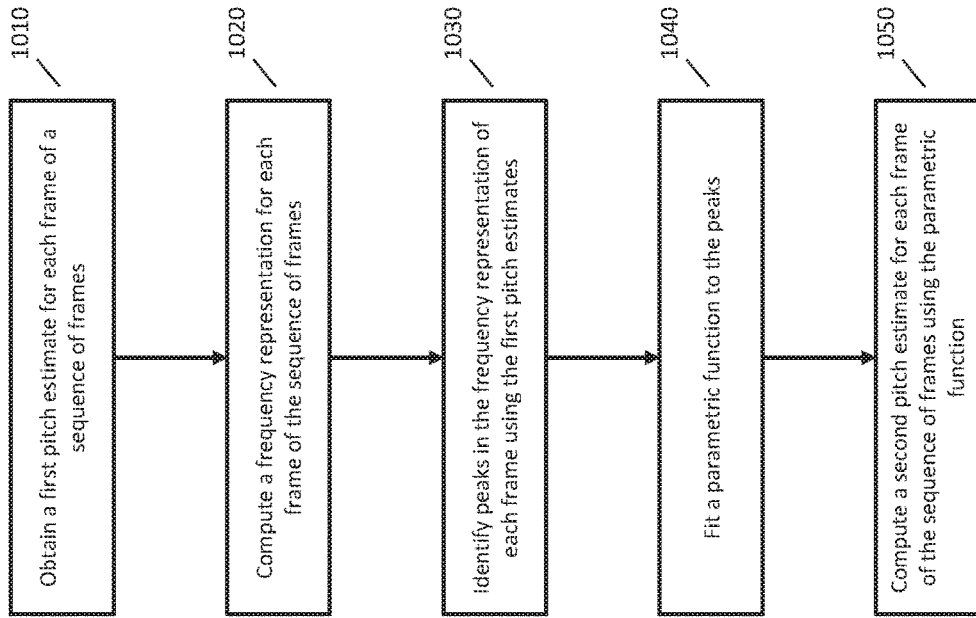 1010
Obtain a first pitch estimate for each frame of a
sequence of frames
1020
Compute a frequency representation for each
frame of the sequence of frames
1030
Identify peaks in the frequency representation of
each frame using the first pitch estimates
1040
Fit a parametric function to the peaks
1050
Compute a second pitch estimate for each frame
of the sequence of frames using the parametric
function